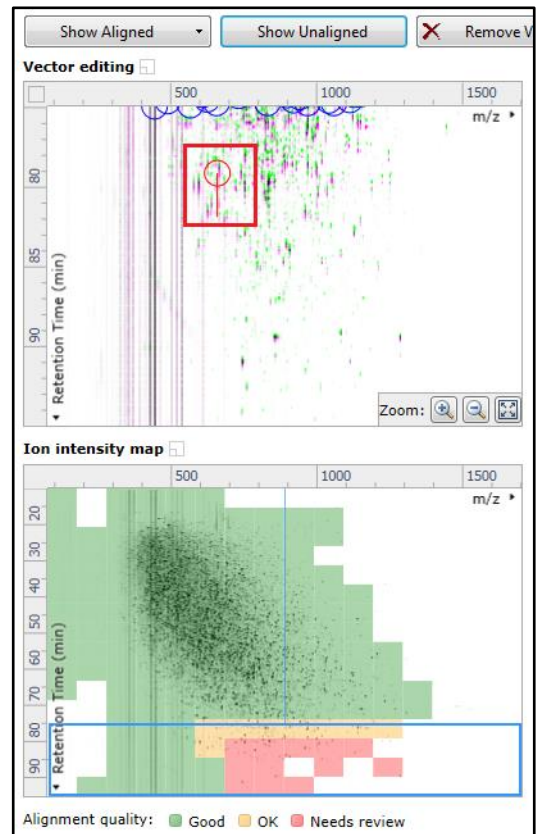 Show Aligned Show Unaligned Remove V
Vector editing
500 1000 1500
m/z
80
85
90
Retention Time (min)
Zoom:
Ion intensity map
500 1000 1500
m/z
20
30
40
50
60
70
80
90
Retention Time (min)
Alignment quality: Good OK Needs review